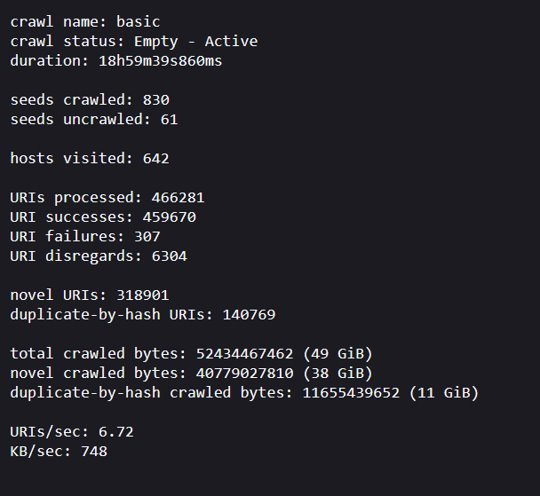 crawl name: basic
crawl status: Empty - Active
duration: 18h59m39s860ms
seeds crawled: 830
seeds uncrawled: 61
hosts visited: 642
URIs processed: 466281
URI successes: 459670
URI failures: 307
URI disregards: 6304
novel URIs: 318901
duplicate-by-hash URIs: 140769
total crawled bytes: 52434467462 (49 GiB)
novel crawled bytes: 40779027810 (38 GiB)
duplicate-by-hash crawled bytes: 11655439652 (11 GiB)
URIs/sec: 6.72
KB/sec: 748